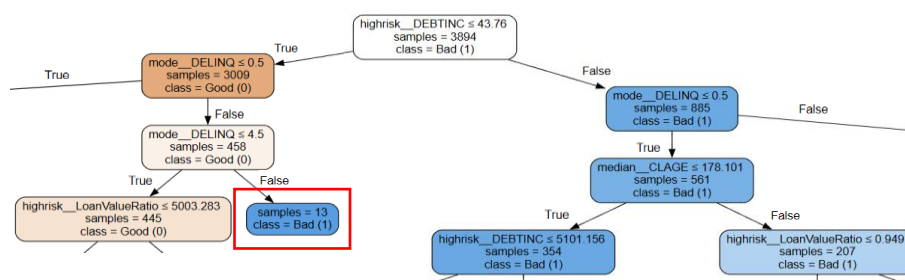 highrisk__DEBTINC ≤ 43.76
samples = 3894
class = Bad (1)
True
False
True
mode__DELINQ ≤ 0.5
samples = 3009
class = Good (0)
False
mode__DELINQ ≤ 0.5
samples = 885
class = Bad (1)
False
mode__DELINQ ≤ 4.5
samples = 458
class = Good (0)
True
median__CLAGE ≤ 178.101
samples = 561
class = Bad (1)
True
False
highrisk__LoanValueRatio ≤ 5003.283
samples = 445
class = Good (0)
samples = 13
class = Bad (1)
True
False
highrisk__DEBTINC ≤ 5101.156
samples = 354
class = Bad (1)
highrisk__LoanValueRatio ≤ 0.949
samples = 207
class = Bad (1)